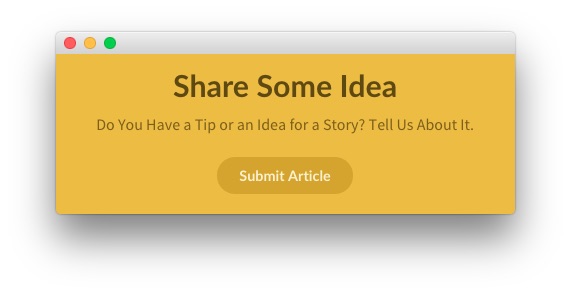 Share Some Idea
Do You Have a Tip or an Idea for a Story? Tell Us About It.
Submit Article